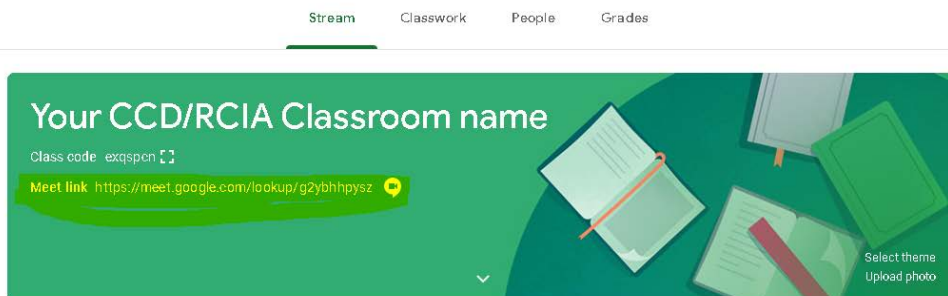 Stream Classwork People Grades
Your CCD/RCIA Classroom name
Class code exqspcn
Meet link https://meet.google.com/lookup/g2ybhhpysz
Select theme
Upload photo